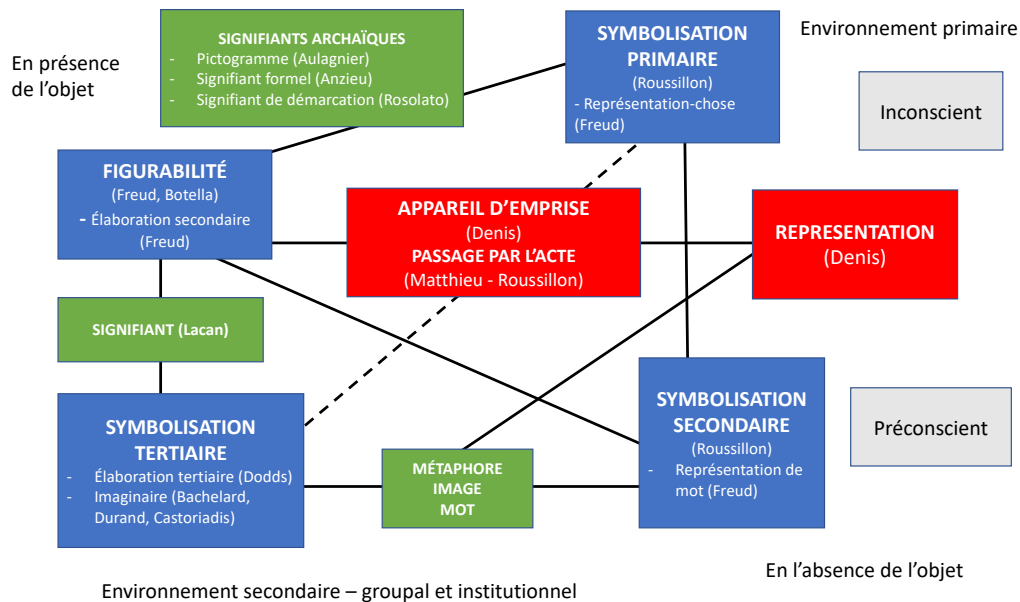 En présence
de l'objet
SIGNIFIANTS ARCHAÏQUES
- Pictogramme (Aulagnier)
- Signifiant formel (Anzieu)
- Signifiant de démarcation (Rosolato)
SYMBOLISATION
PRIMAIRE
(Roussillon)
- Représentation-chose
(Freud)
Environnement primaire
Inconscient
FIGURABILITÉ
(Freud, Botella)
- Élaboration secondaire
(Freud)
APPAREIL D'EMPRISE
(Denis)
PASSAGE PAR L'ACTE
(Matthieu - Roussillon)
REPRESENTATION
(Denis)
SIGNIFIANT (Lacan)
SYMBOLISATION
TERTIAIRE
- Élaboration tertiaire (Dodds)
- Imaginaire (Bachelard,
Durand, Castoriadis)
MÉTAPHORE
IMAGE
MOT
SYMBOLISATION
SECONDAIRE
(Roussillon)
- Représentation de
mot (Freud)
Préconscient
En l'absence de l'objet
Environnement secondaire – groupal et institutionnel